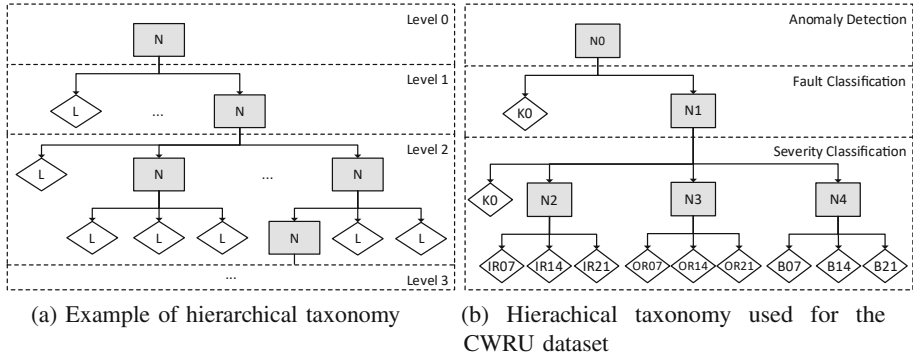 Level 0
N
Level 1
L
...
N
Level 2
L
N
...
N
L
L
L
N
L
L
...
Level 3
(a) Example of hierarchical taxonomy
Anomaly Detection
N0
Fault Classification
K0
N1
Severity Classification
K0
N2
N3
N4
IR07
IR14
IR21
OR07
OR14
OR21
B07
B14
B21
(b) Hierachical taxonomy used for the
CWRU dataset